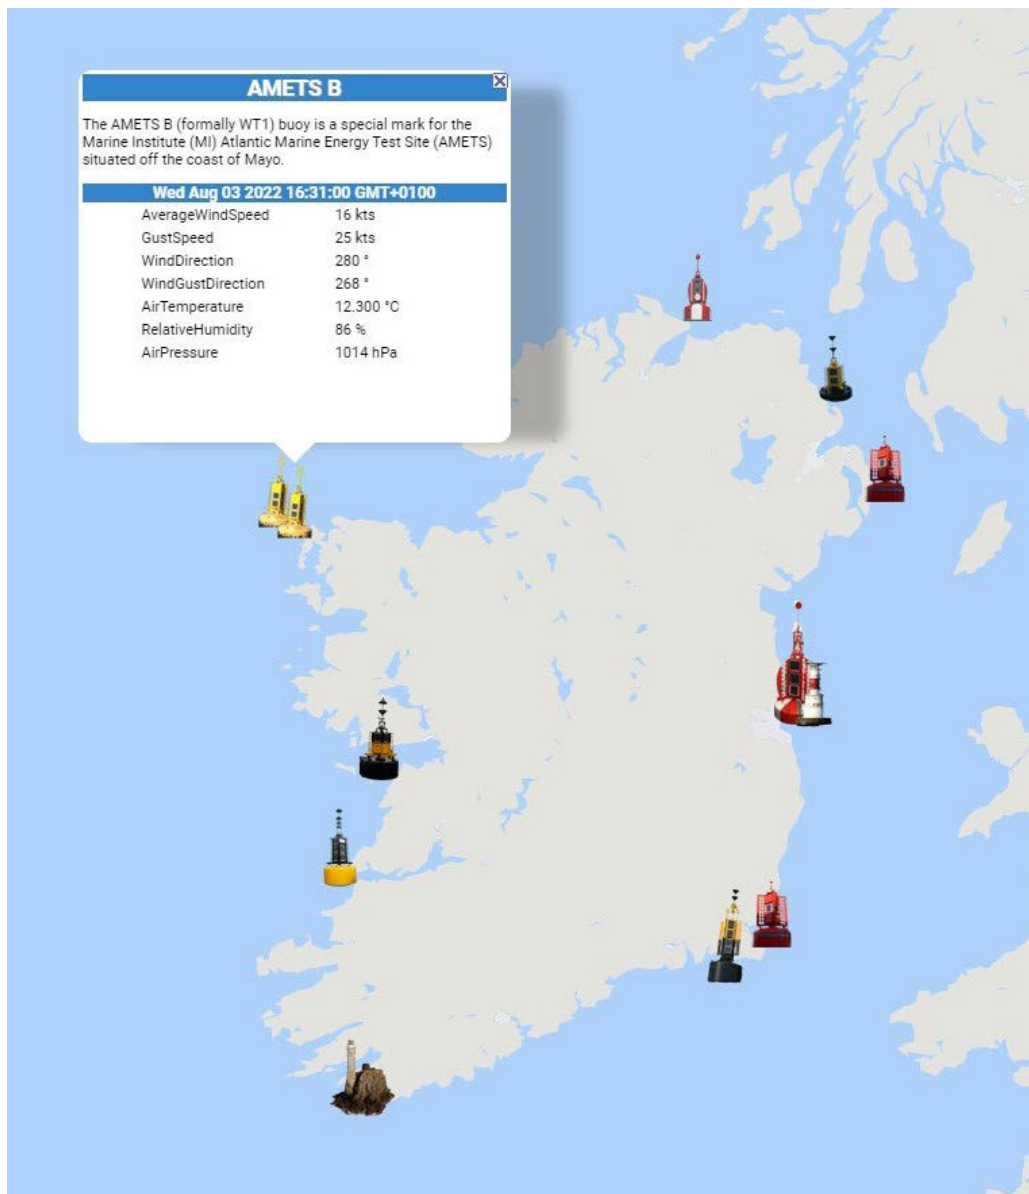 AMETS B
The AMETS B (formally WT1) buoy is a special mark for the
Marine Institute (MI) Atlantic Marine Energy Test Site (AMETS)
situated off the coast of Mayo.
Wed Aug 03 2022 16:31:00 GMT+0100
AverageWindSpeed 16 kts
GustSpeed 25 kts
WindDirection 280 °
WindGustDirection 268 °
AirTemperature 12.300 °C
RelativeHumidity 86 %
AirPressure 1014 hPa